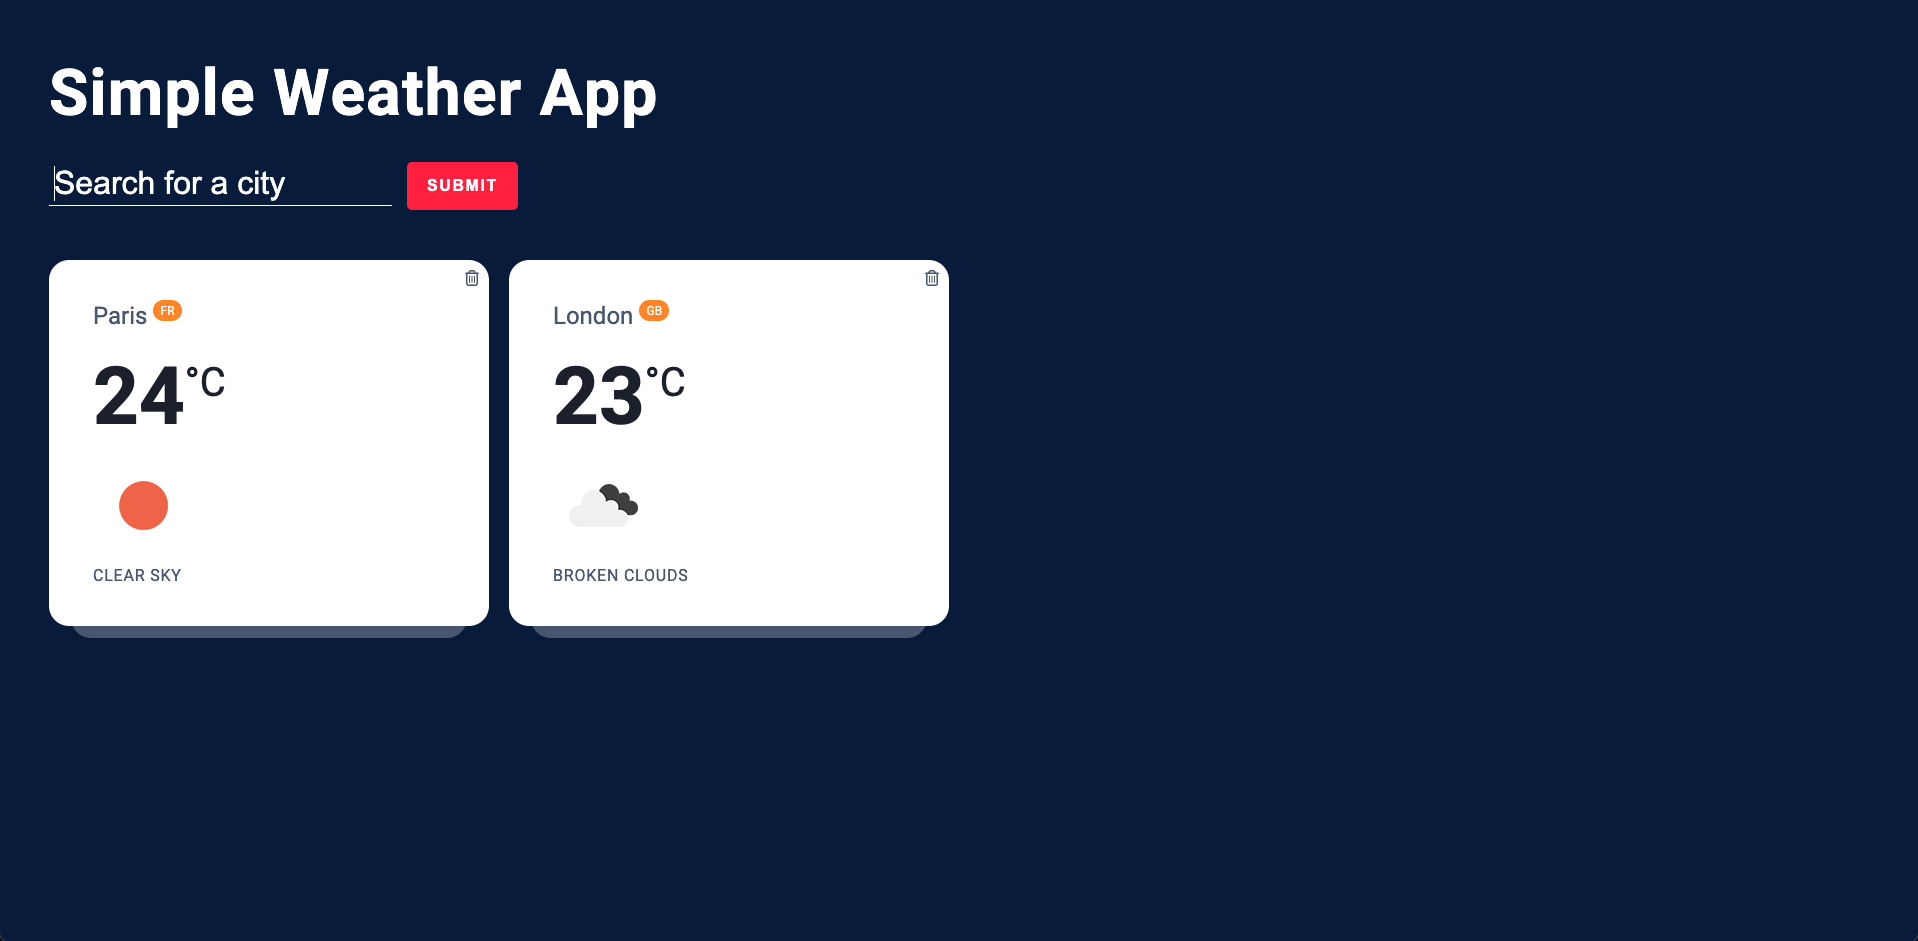 Simple Weather App
Search for a city
SUBMIT
Paris FR
24°C
CLEAR SKY
London GB
23°C
BROKEN CLOUDS